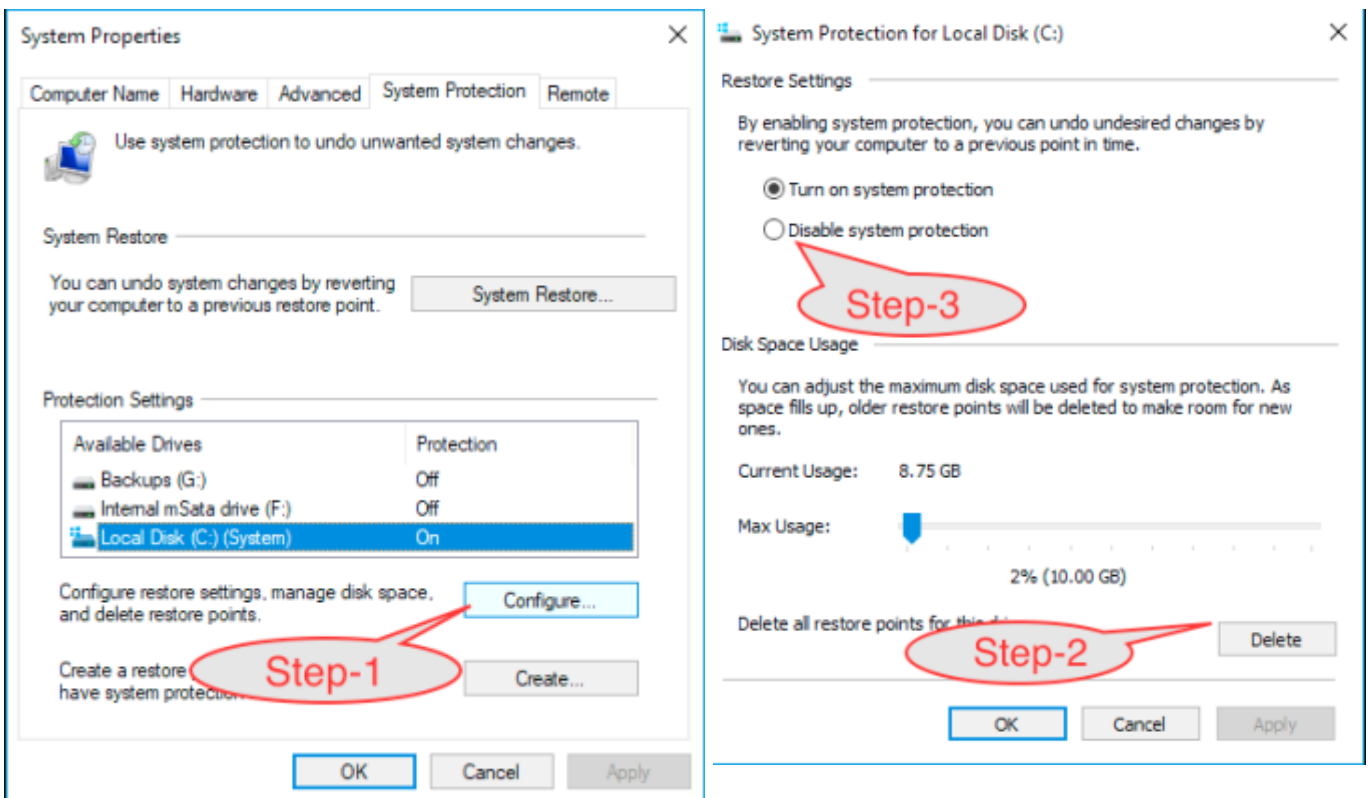 System Properties
Computer Name
Hardware
Advanced
System Protection
Remote
Use system protection to undo unwanted system changes.
System Restore
You can undo system changes by reverting
your computer to a previous restore point.
System Restore...
Protection Settings
Available Drives
Protection
Backups (G:)
Off
Internal mSata drive (F:)
Off
Local Disk (C:) (System)
On
Configure restore settings, manage disk space,
and delete restore points.
Configure...
Step-1
Create a restore
have system
Create...
OK
Cancel
Apply
System Protection for Local Disk (C:)
Restore Settings
By enabling system protection, you can undo undesired changes by
reverting your computer to a previous point in time.
Turn on system protection
Disable system protection
Step-3
Disk Space Usage
You can adjust the maximum disk space used for system protection. As
space fills up, older restore points will be deleted to make room for new
ones.
Current Usage:
8.75 GB
Max Usage:
2% (10.00 GB)
Delete all restore points for this
Step-2
Delete
OK
Cancel
Apply